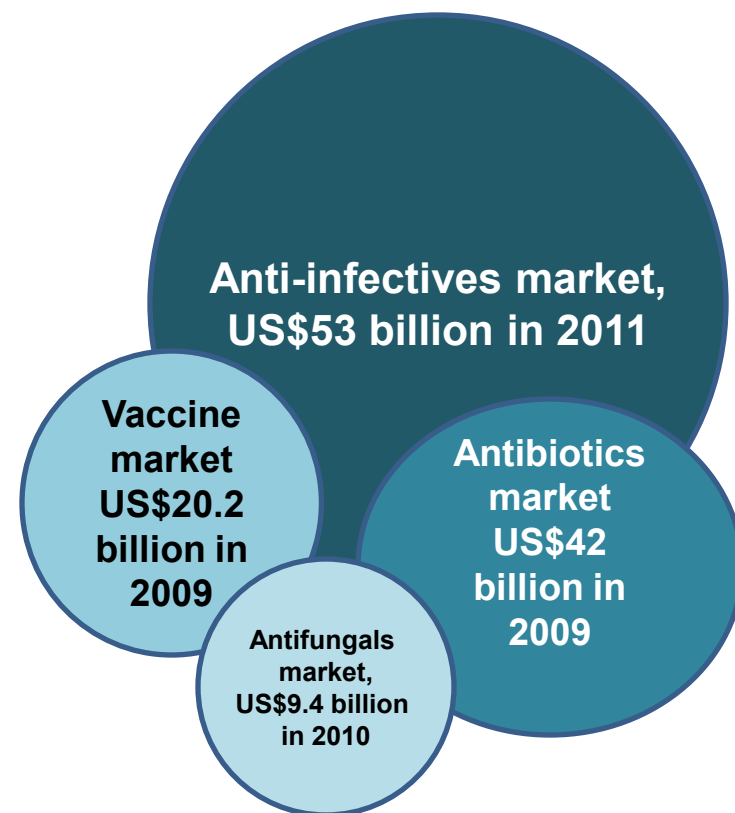 Anti-infectives market,
US$53 billion in 2011
Vaccine
market
US$20.2
billion in
2009
Antibiotics
market
US$42
billion in
2009
Antifungals
market,
US$9.4 billion
in 2010